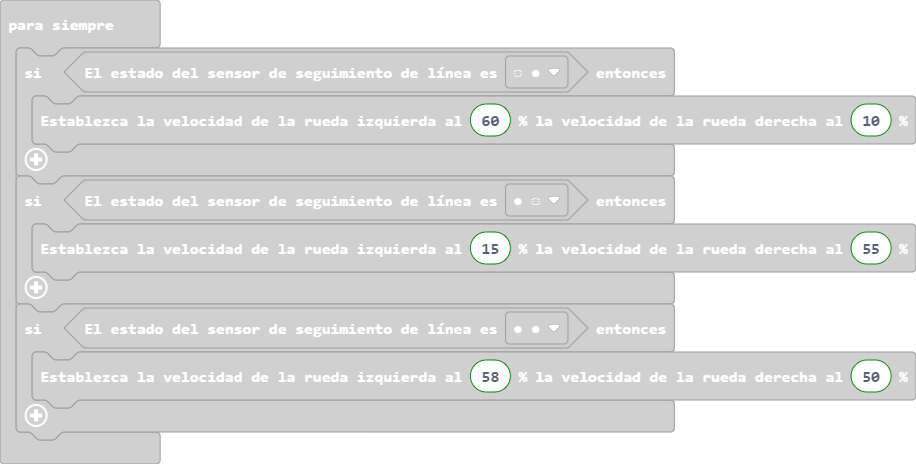 para siempre
si El estado del sensor de seguimiento de línea es entonces
Establezca la velocidad de la rueda izquierda al 60 % la velocidad de la rueda derecha al 10 %
si El estado del sensor de seguimiento de línea es entonces
Establezca la velocidad de la rueda izquierda al 15 % la velocidad de la rueda derecha al 55 %
si El estado del sensor de seguimiento de línea es entonces
Establezca la velocidad de la rueda izquierda al 58 % la velocidad de la rueda derecha al 50 %